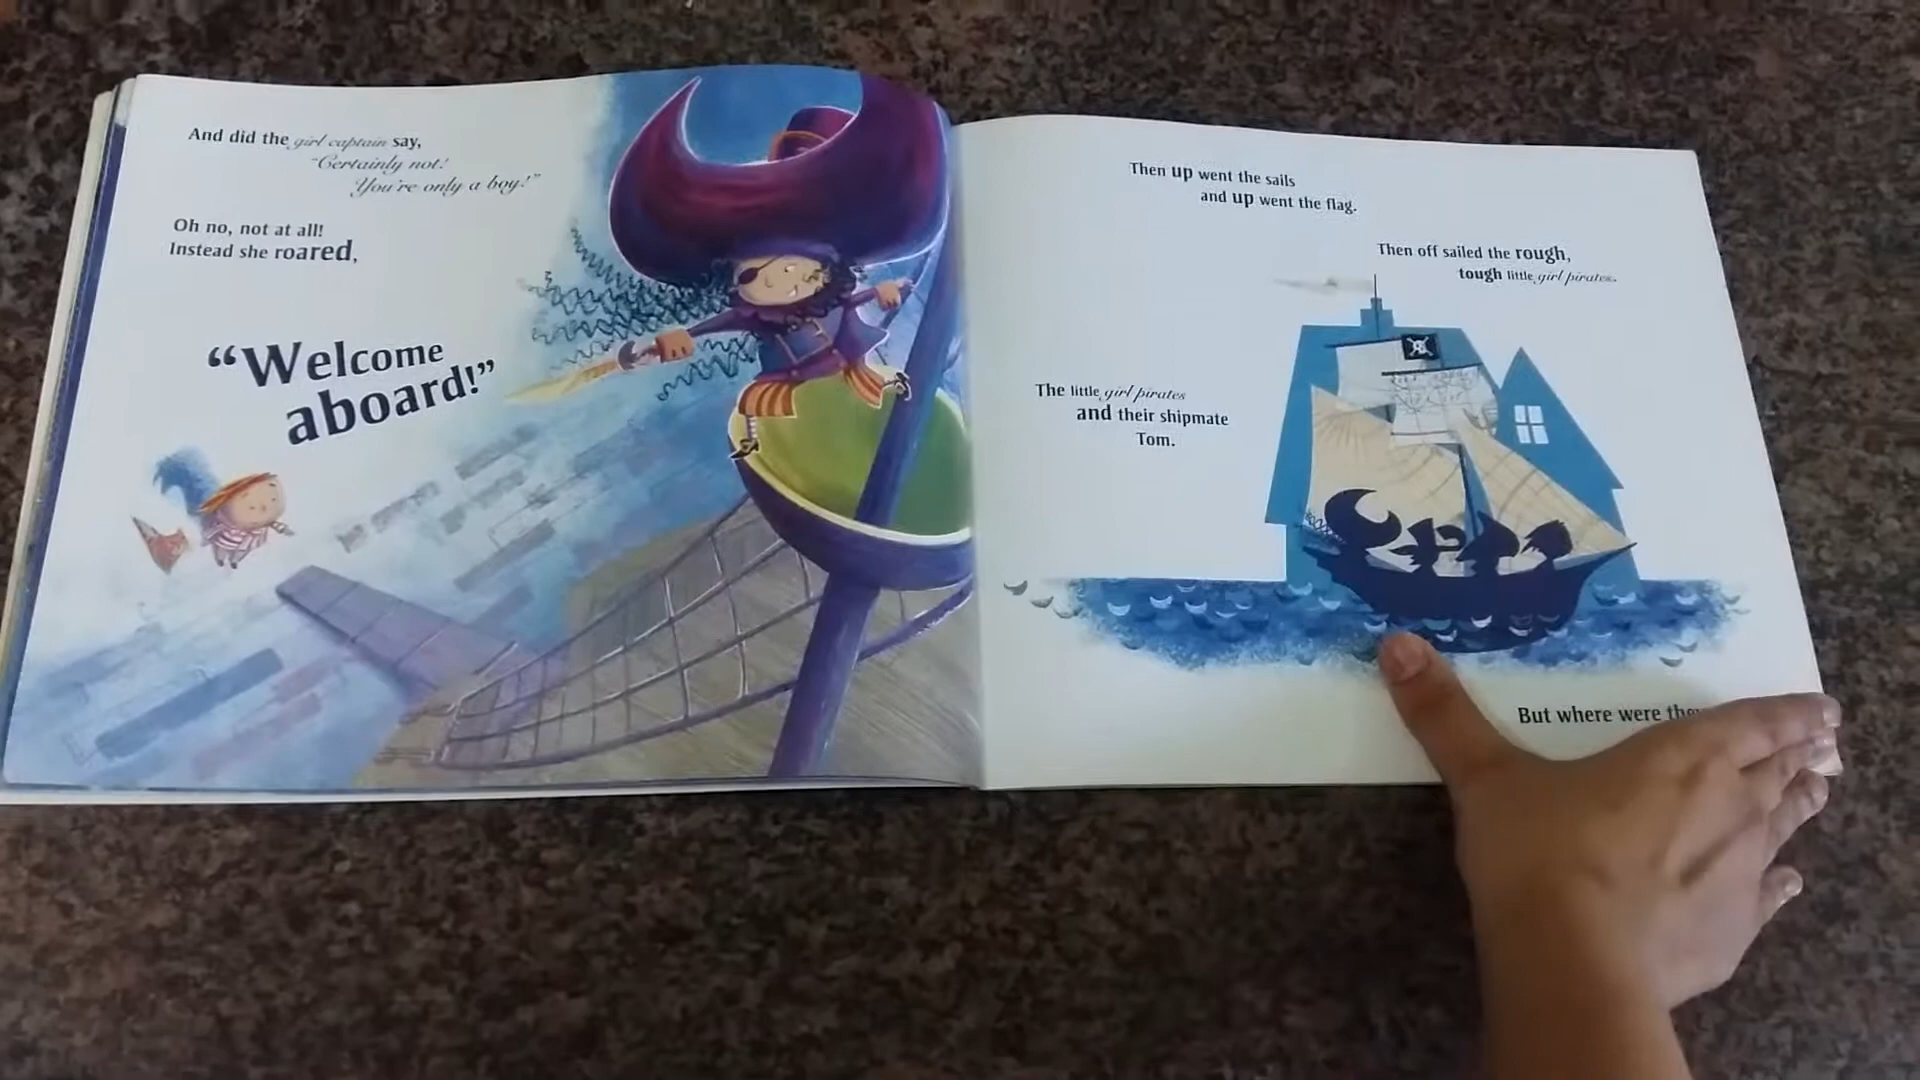 And did the girl captain say,
"Certainly not!
You're only a boy!"
Oh no, not at all!
Instead she roared,
"Welcome
aboard!"
Then up went the sails
and up went the flag.
Then off sailed the rough,
tough little girl pirates.
The little girl pirates
and their shipmate
Tom.
But where were